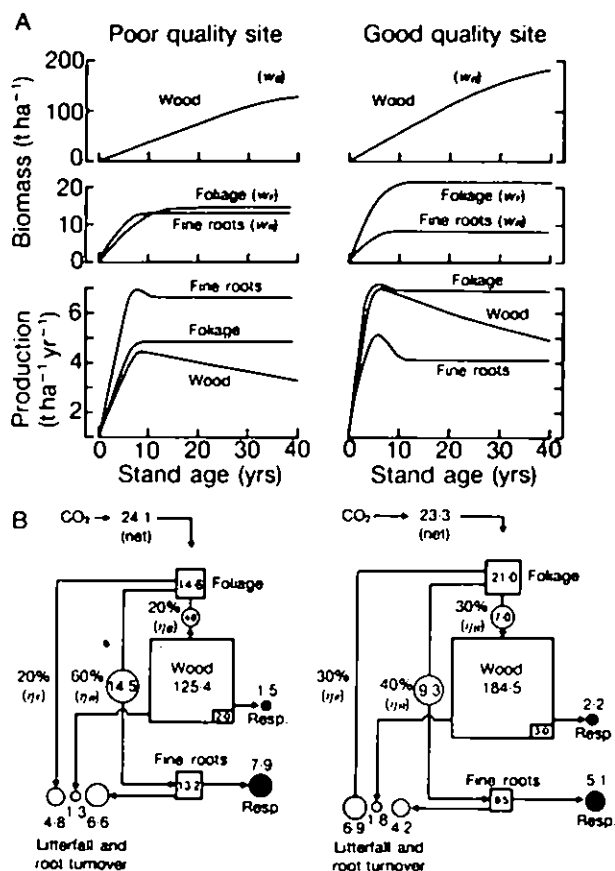 A
Poor quality site
Good quality site
Biomass (t ha⁻¹)
200
100
0
Wood
Wood
20
10
0
Foliage
Fine roots
Foliage
Fine roots
Production
(t ha⁻¹ yr⁻¹)
6
4
2
Fine roots
Foliage
Wood
Foliage
Wood
Fine roots
0 10 20 30 40
Stand age (yrs)
0 10 20 30 40
Stand age (yrs)
B
24.1
(net)
CO₂ → 23.3
(net)
Foliage
20%
Wood
125.4
20%
60%
14.5
1.5
Resp.
Fine roots
13.2
7.9
Resp
4.8
1.3
6.6
Litterfall and
root turnover
21.0
Foliage
30%
Wood
184.5
30%
40%
9.3
2.2
Resp.
Fine roots
5.1
Resp
6.9
1.8
4.2
Litterfall and
root turnover